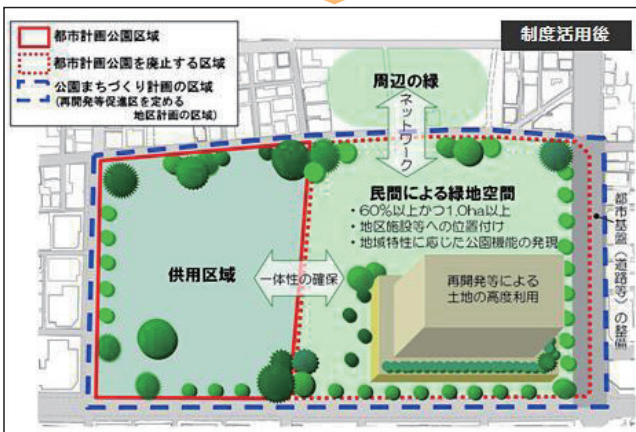 制度活用後
都市計画公園区域
都市計画公園を廃止する区域
公園まちづくり計画の区域
(再開発等促進区を定める
地区計画の区域)
周辺の緑
ネットワーク
民間による緑地空間
・60%以上かつ1.0ha以上
・地区施設等への位置付け
・地域特性に応じた公園機能の発現
供用区域
一体性の確保
再開発等による
土地の高度利用
都市基盤(道路等)の整備